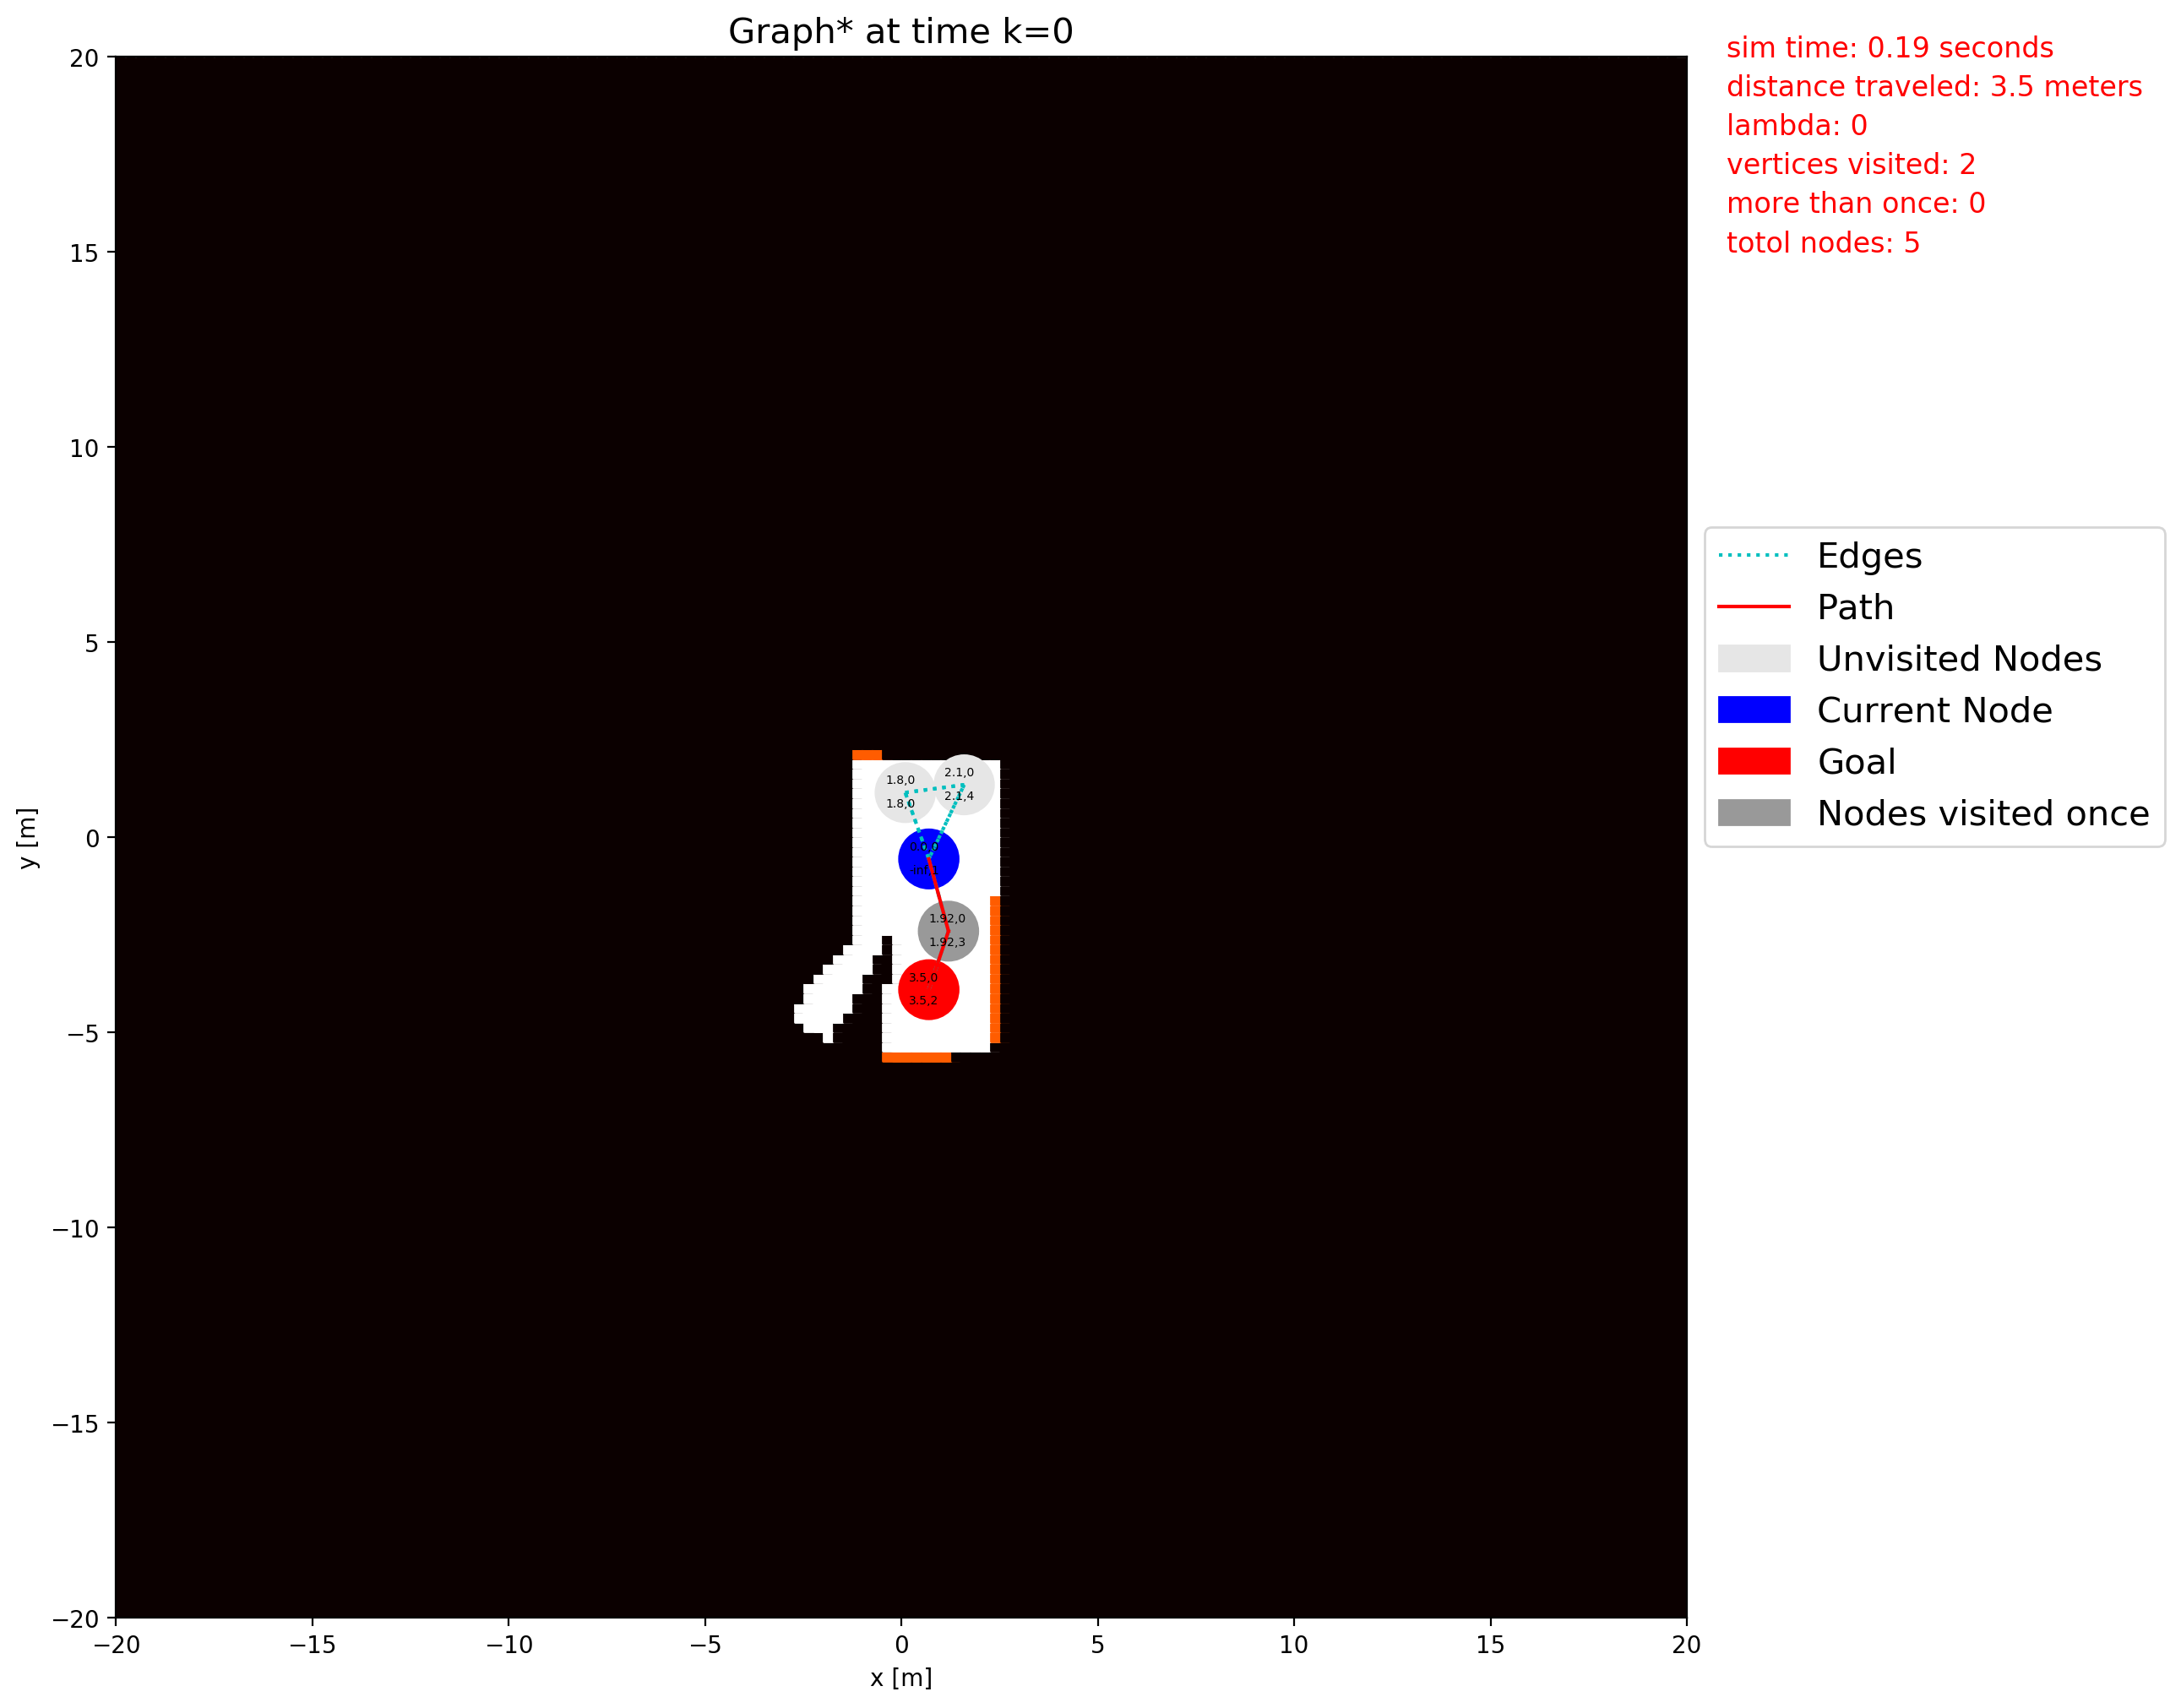 Graph* at time k=0
sim time: 0.19 seconds
distance traveled: 3.5 meters
lambda: 0
vertices visited: 2
more than once: 0
totol nodes: 5
20
15
10
5
0
−5
−10
−15
−20
y [m]
1.8,0
1.8,0
2.1,0
2.1,4
1.92,0
1.92,3
3.5,0
3.5,2
Edges
Path
Unvisited Nodes
Current Node
Goal
Nodes visited once
−20
−15
−10
−5
0
5
10
15
20
x [m]